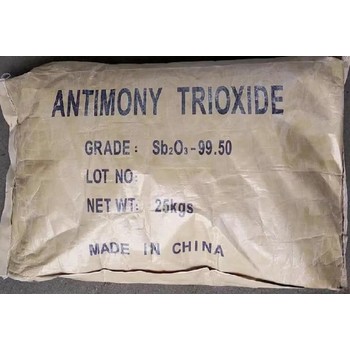 ANTIMONY TRIOXIDE
GRADE: Sb₂O₃-99.50
LOT NO:
NET WT: 25kgs
MADE IN CHINA